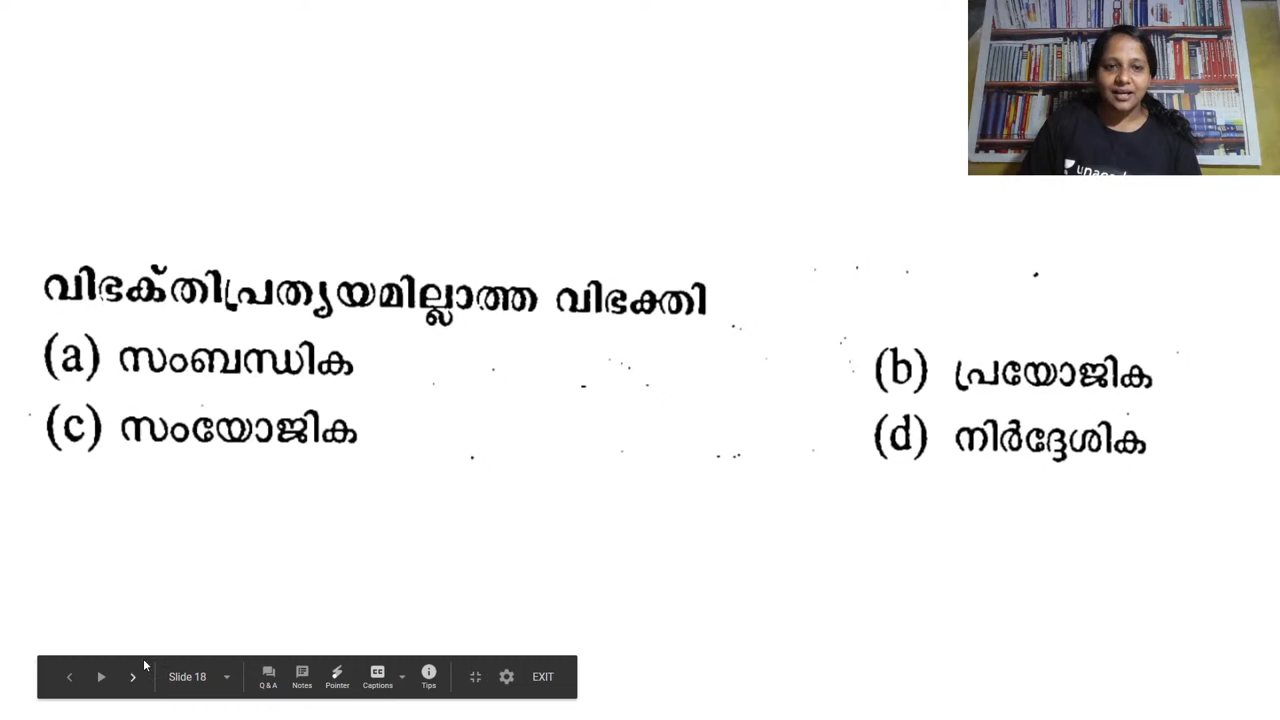 വിഭക്തിപ്രത്യയമില്ലാത്ത വിഭക്തി
(a) സംബന്ധിക (b) പ്രയോജിക
(c) സംയോജിക (d) നിർദ്ദേശിക
Slide 18 Q & A Notes Pointer Captions Tips EXIT